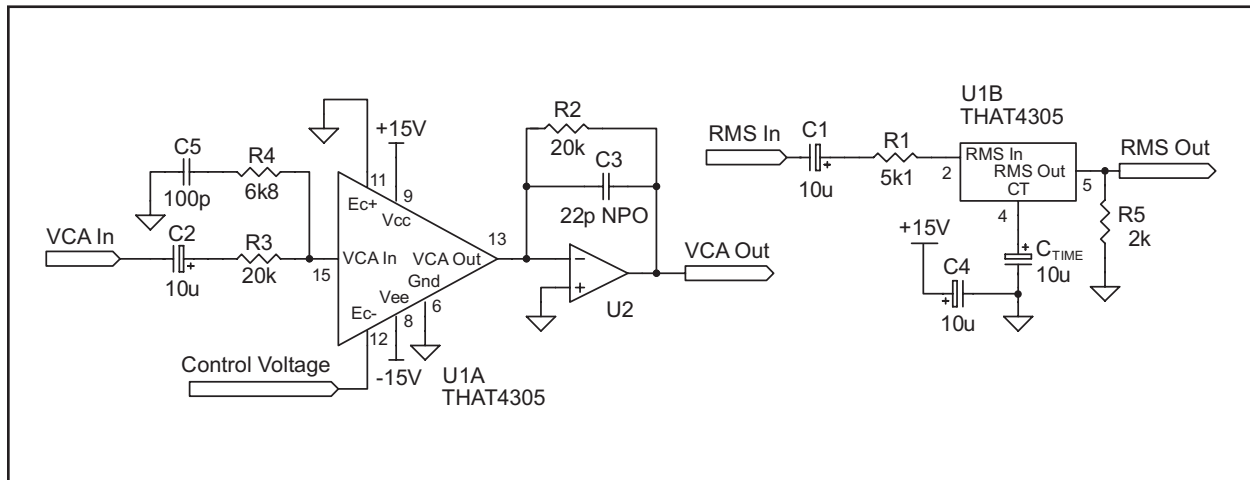 C5
100p
R4
6k8
VCA In
C2
+
10u
R3
20k
+15V
11
9
Ec+
Vcc
15
VCA In
VCA Out
13
Gnd
Vee
Ec-
6
8
12
-15V
Control Voltage
U1A
THAT4305
R2
20k
C3
22p NPO
−
+
U2
VCA Out
RMS In
C1
+
10u
R1
5k1
U1B
THAT4305
2
RMS In
RMS Out
CT
5
4
RMS Out
R5
2k
+15V
C4
+
10u
+
CTIME
10u